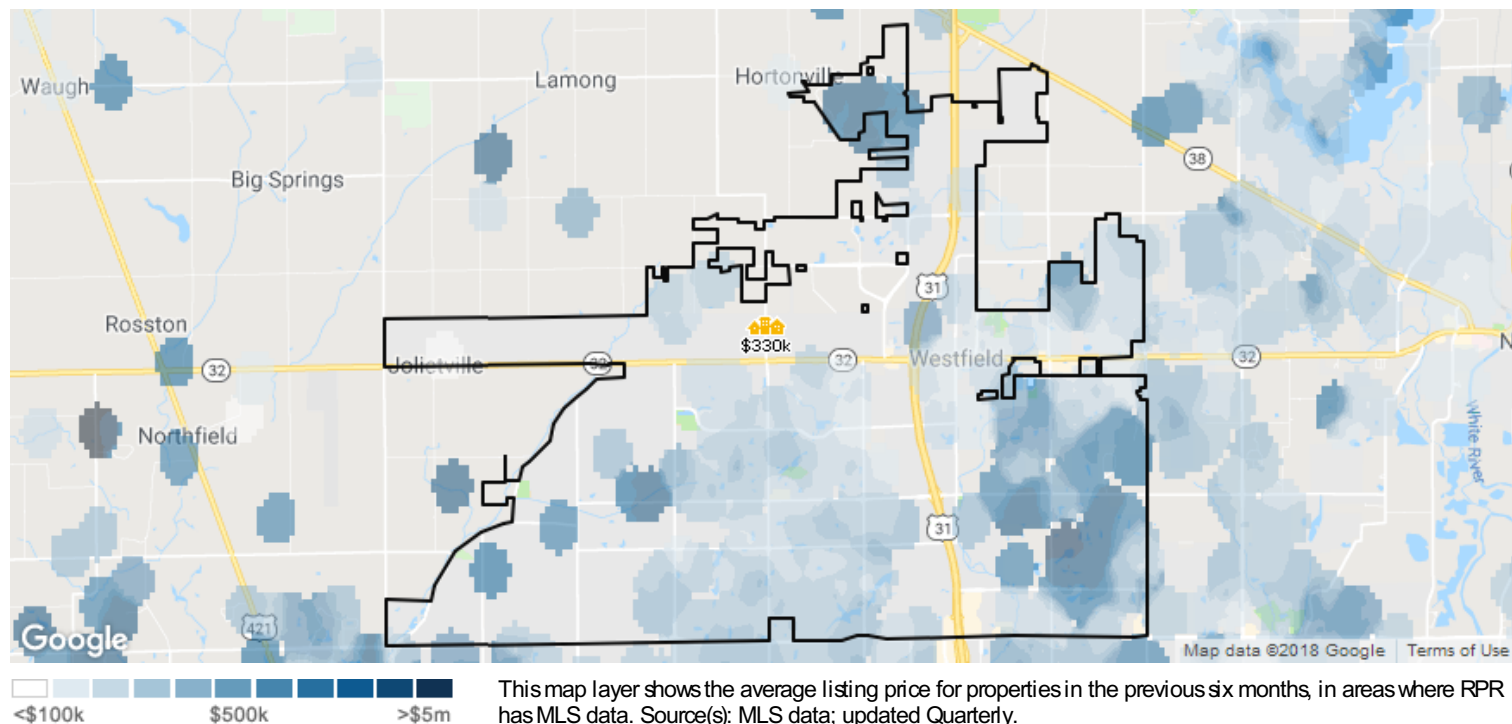 Waugh
Lamong
Hortonville
38
Big Springs
31
Rosston
$330k
32
Jolietville
32
32
Westfield
32
N
Northfield
White River
31
421
Google
Map data ©2018 Google
Terms of Use
<$100k
$500k
>$5m
This map layer shows the average listing price for properties in the previous six months, in areas where RPR
has MLS data. Source(s): MLS data; updated Quarterly.